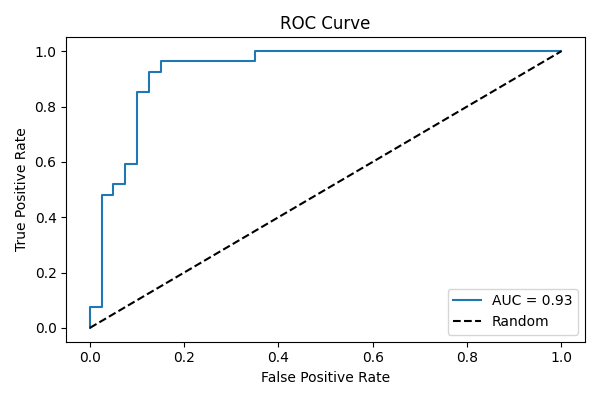 ROC Curve
True Positive Rate
1.0
0.8
0.6
0.4
0.2
0.0
AUC = 0.93
Random
0.0 0.2 0.4 0.6 0.8 1.0
False Positive Rate